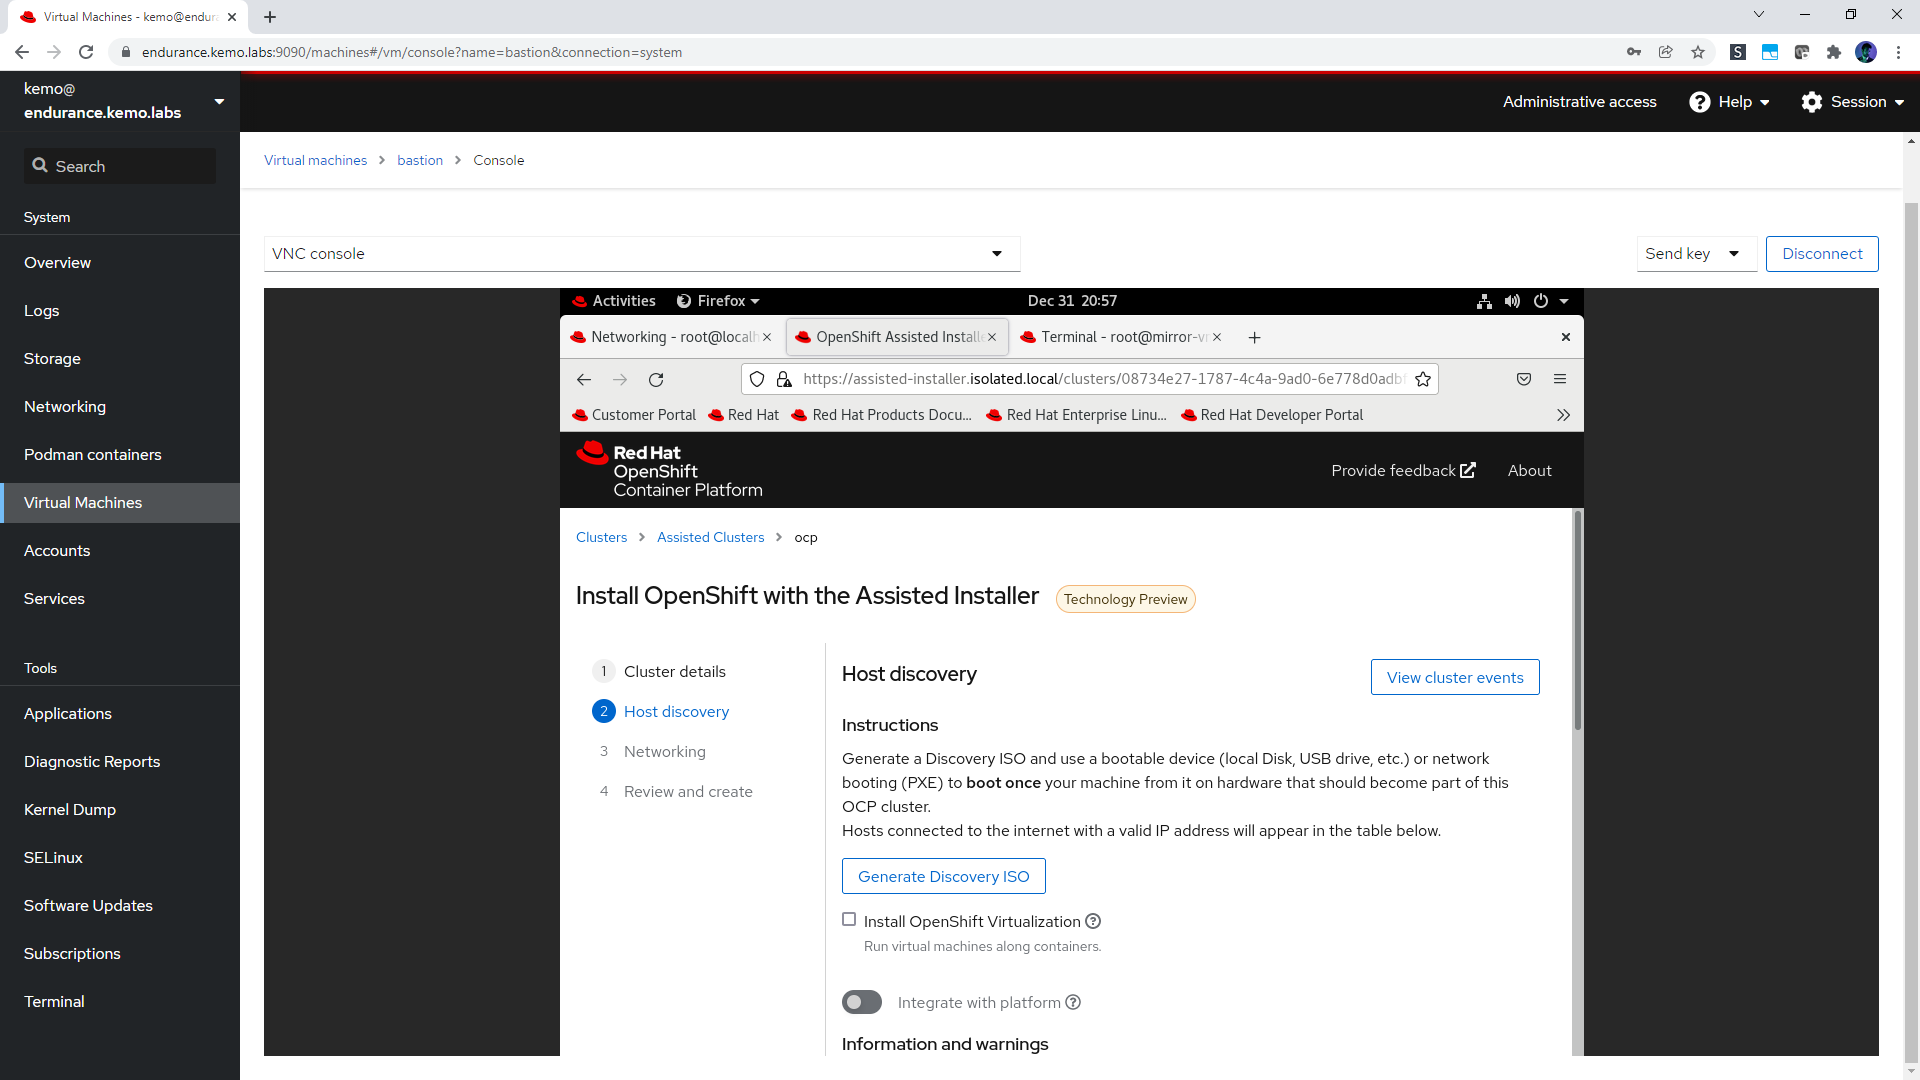 Virtual Machines - kemo@endura
endurance.kemo.labs:9090/machines#/vm/console?name=bastion&connection=system
kemo@
endurance.kemo.labs
Administrative access
Help
Session
Search
System
Overview
Logs
Storage
Networking
Podman containers
Virtual Machines
Accounts
Services
Tools
Applications
Diagnostic Reports
Kernel Dump
SELinux
Software Updates
Subscriptions
Terminal
Virtual machines > bastion > Console
VNC console
Send key
Disconnect
Activities Firefox Dec 31 20:57
Networking - root@localh
OpenShift Assisted Installe
Terminal - root@mirror-vr
https://assisted-installer.isolated.local/clusters/08734e27-1787-4c4a-9ad0-6e778d0adbf
Customer Portal Red Hat Red Hat Products Docu... Red Hat Enterprise Linu... Red Hat Developer Portal
Red Hat
OpenShift
Container Platform
Provide feedback About
Clusters > Assisted Clusters > ocp
Install OpenShift with the Assisted Installer Technology Preview
1 Cluster details
2 Host discovery
3 Networking
4 Review and create
Host discovery
View cluster events
Instructions
Generate a Discovery ISO and use a bootable device (local Disk, USB drive, etc.) or network
booting (PXE) to boot once your machine from it on hardware that should become part of this
OCP cluster.
Hosts connected to the internet with a valid IP address will appear in the table below.
Generate Discovery ISO
Install OpenShift Virtualization
Run virtual machines along containers.
Integrate with platform
Information and warnings